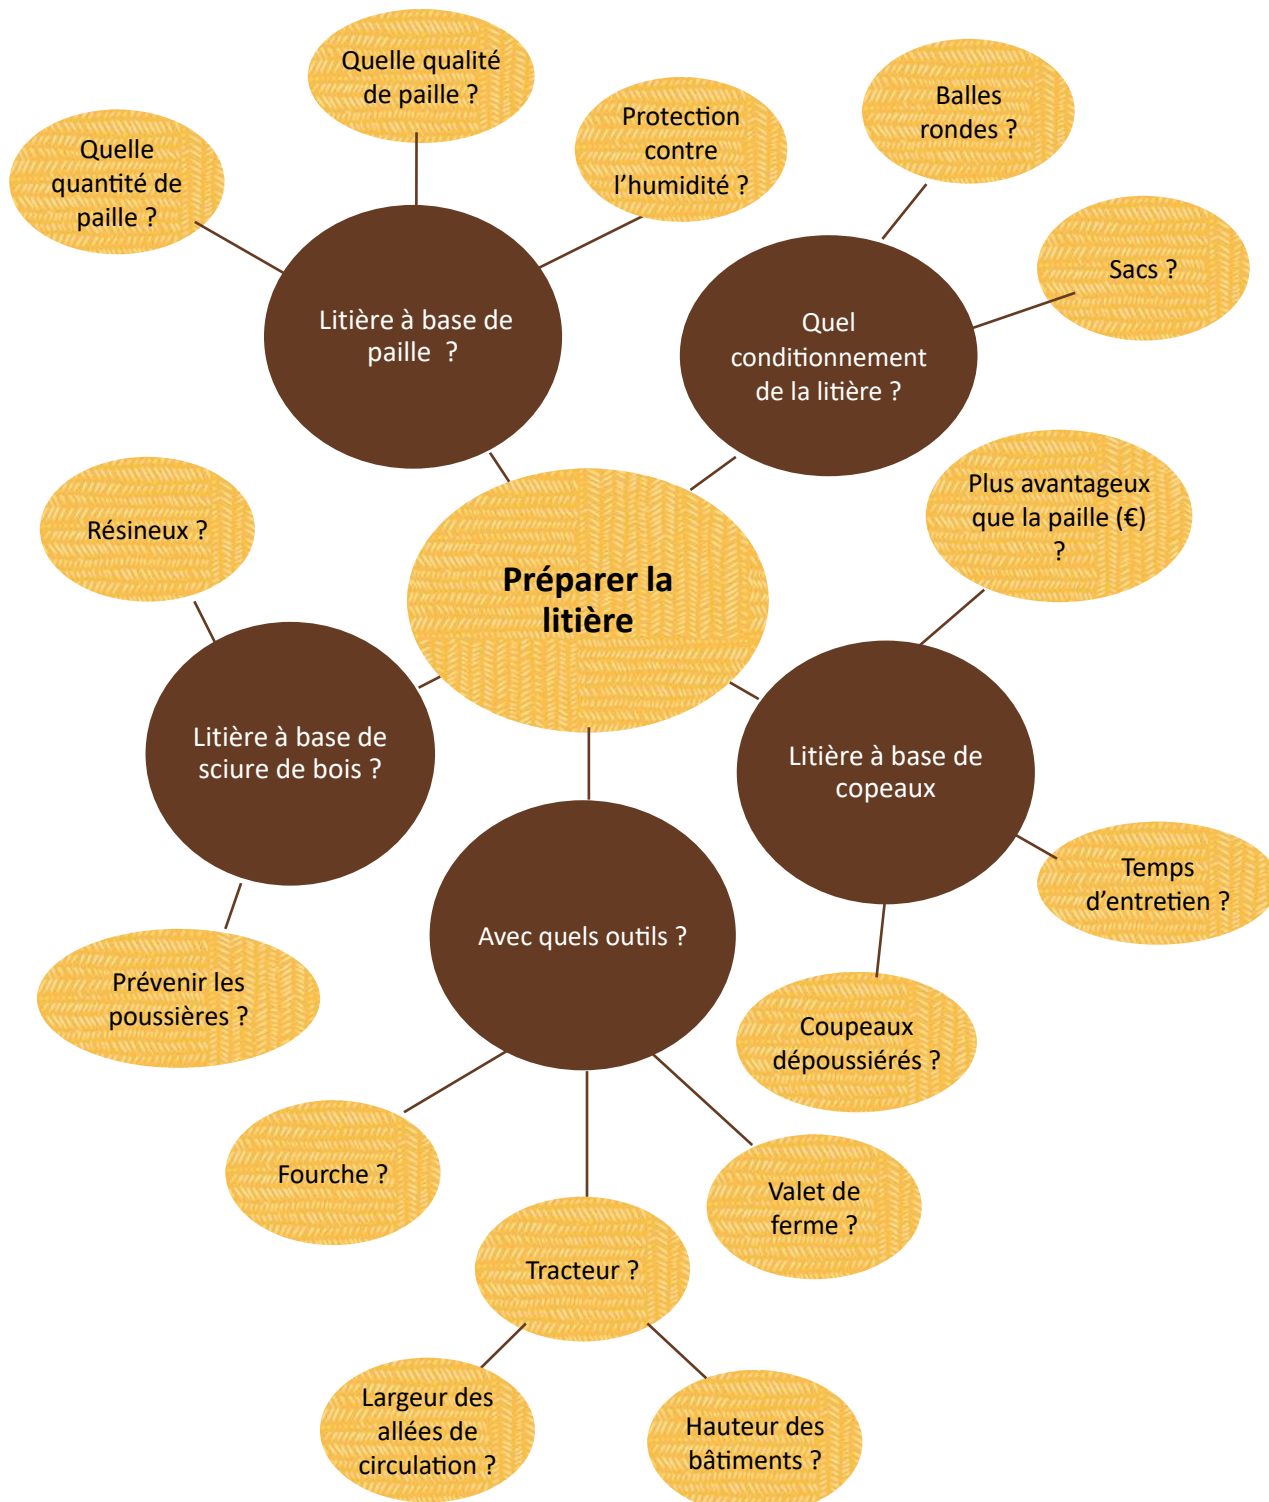 Quelle qualité
de paille ?
Balles
rondes ?
Protection
contre
l’humidité ?
Quelle
quantité de
paille ?
Sacs ?
Litière à base de
paille ?
Quel
conditionnement
de la litière ?
Plus avantageux
que la paille (€)
?
Résineux ?
Préparer la
litière
Litière à base de
sciure de bois ?
Litière à base de
copeaux
Temps
d’entretien ?
Avec quels outils ?
Prévenir les
poussières ?
Coupeaux
dépoussiérés ?
Fourche ?
Valet de
ferme ?
Tracteur ?
Largeur des
allées de
circulation ?
Hauteur des
bâtiments ?